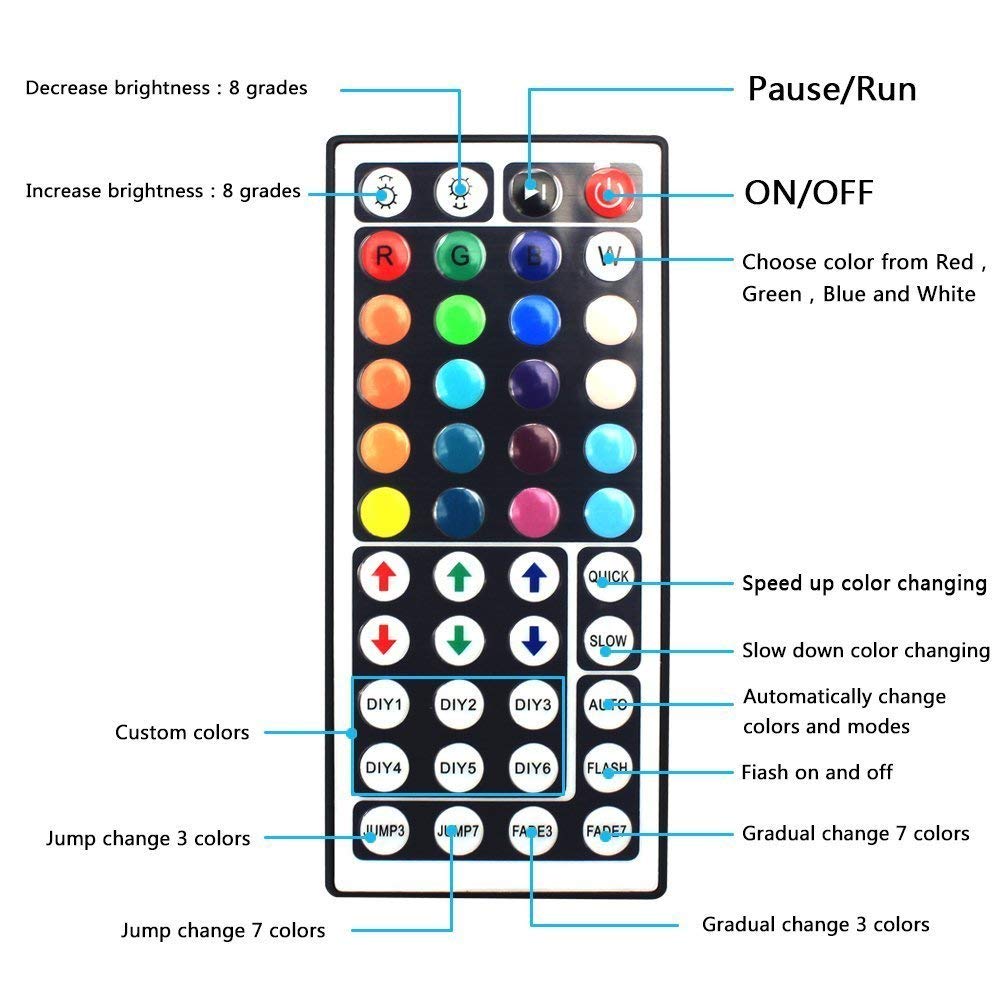 Decrease brightness : 8 grades
Pause/Run
Increase brightness : 8 grades
ON/OFF
R G B W
Choose color from Red ,
Green , Blue and White
QUICK
Speed up color changing
SLOW
Slow down color changing
DIY1 DIY2 DIY3 AUTO
Automatically change
colors and modes
Custom colors
DIY4 DIY5 DIY6 FLASH
Fiash on and off
JUMP3 JUMP7 FADE3 FADE7
Jump change 3 colors
Gradual change 7 colors
Jump change 7 colors
Gradual change 3 colors